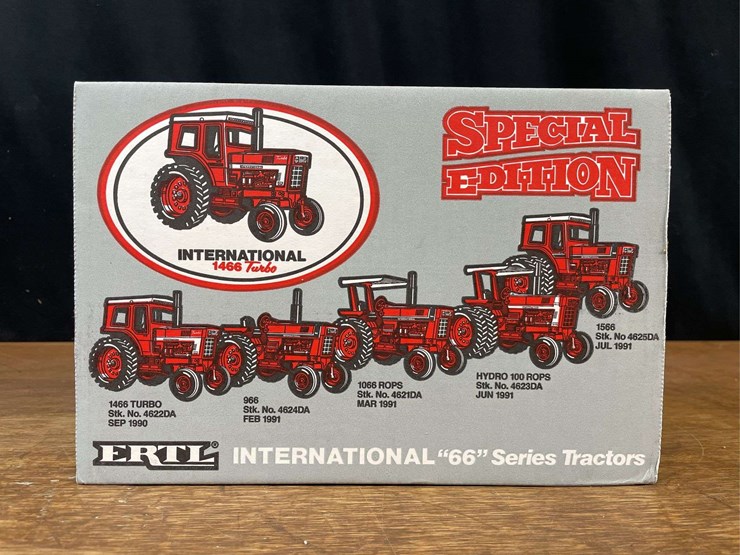 SPECIAL
EDITION
INTERNATIONAL
1466 Turbo
1466 TURBO
Stk. No. 4622DA
SEP 1990
966
Stk. No. 4624DA
FEB 1991
1066 ROPS
Stk. No. 4621DA
MAR 1991
HYDRO 100 ROPS
Stk. No. 4623DA
JUN 1991
1566
Stk. No 4625DA
JUL 1991
ERTL® INTERNATIONAL "66" Series Tractors